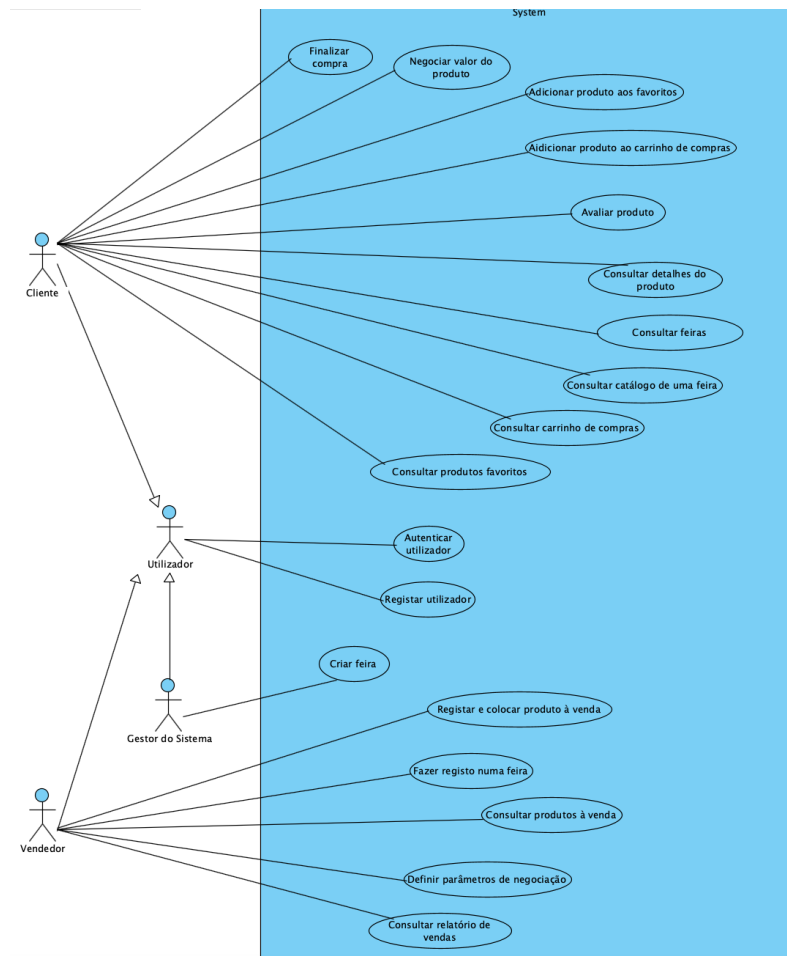 System
Finalizar
compra
Negociar valor do
produto
Adicionar produto aos favoritos
Aidicionar produto ao carrinho de compras
Avaliar produto
Consultar detalhes do
produto
Cliente
Consultar feiras
Consultar catálogo de uma feira
Consultar carrinho de compras
Consultar produtos favoritos
Autenticar
utilizador
Utilizador
Registar utilizador
Criar feira
Gestor do Sistema
Registar e colocar produto à venda
Fazer registo numa feira
Consultar produtos à venda
Vendedor
Definir parâmetros de negociação
Consultar relatório de
vendas